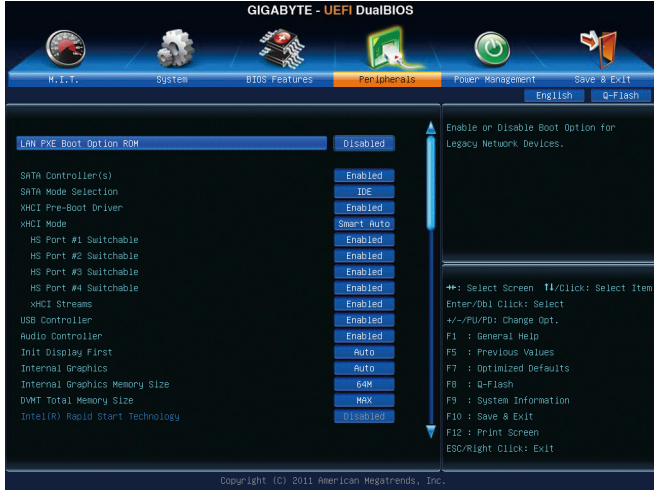 GIGABYTE - UEFI DualBIOS
M.I.T. System BIOS Features Peripherals Power Management Save & Exit
English Q-Flash
LAN PXE Boot Option ROM Disabled
SATA Controller(s) Enabled
SATA Mode Selection IDE
XHCI Pre-Boot Driver Enabled
xHCI Mode Smart Auto
HS Port #1 Switchable Enabled
HS Port #2 Switchable Enabled
HS Port #3 Switchable Enabled
HS Port #4 Switchable Enabled
xHCI Streams Enabled
USB Controller Enabled
Audio Controller Enabled
Init Display First Auto
Internal Graphics Auto
Internal Graphics Memory Size 64M
DVMT Total Memory Size MAX
Intel(R) Rapid Start Technology Disabled
Enable or Disable Boot Option for
Legacy Network Devices.
→←: Select Screen ↑↓/Click: Select Item
Enter/Dbl Click: Select
+/-/PU/PD: Change Opt.
F1 : General Help
F5 : Previous Values
F7 : Optimized Defaults
F8 : Q-Flash
F9 : System Information
F10 : Save & Exit
F12 : Print Screen
ESC/Right Click: Exit
Copyright (C) 2011 American Megatrends, Inc.